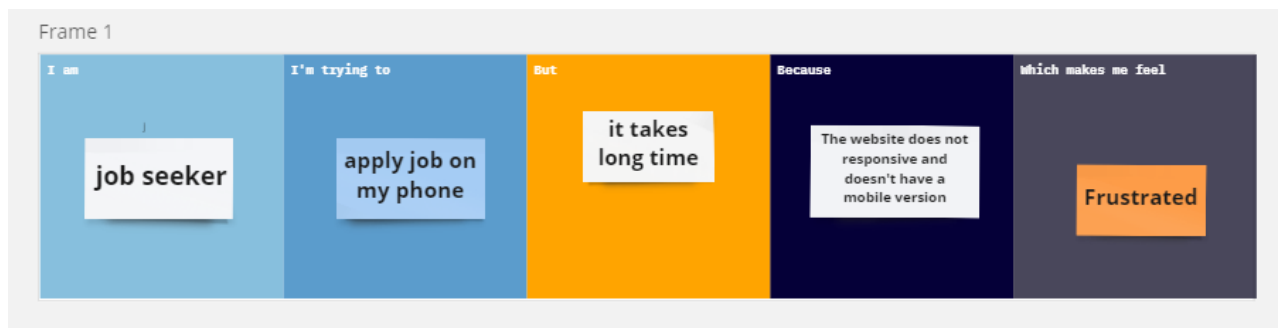 Frame 1
I am
I'm trying to
But
Because
Which makes me feel
j
job seeker
apply job on
my phone
it takes
long time
The website does not
responsive and
doesn't have a
mobile version
Frustrated